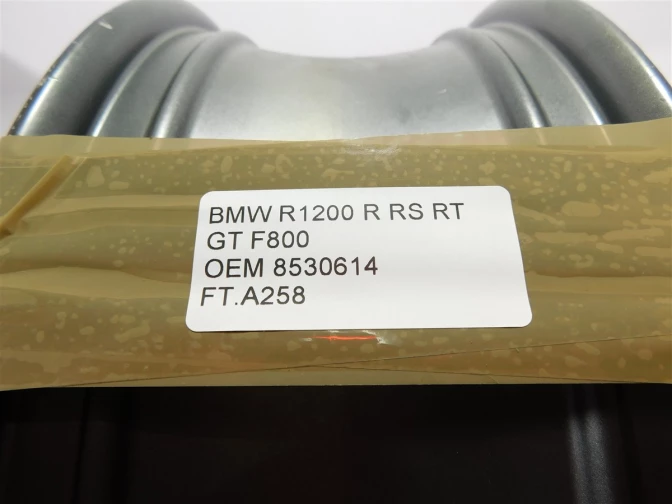 BMW R1200 R RS RT
GT F800
OEM 8530614
FT.A258